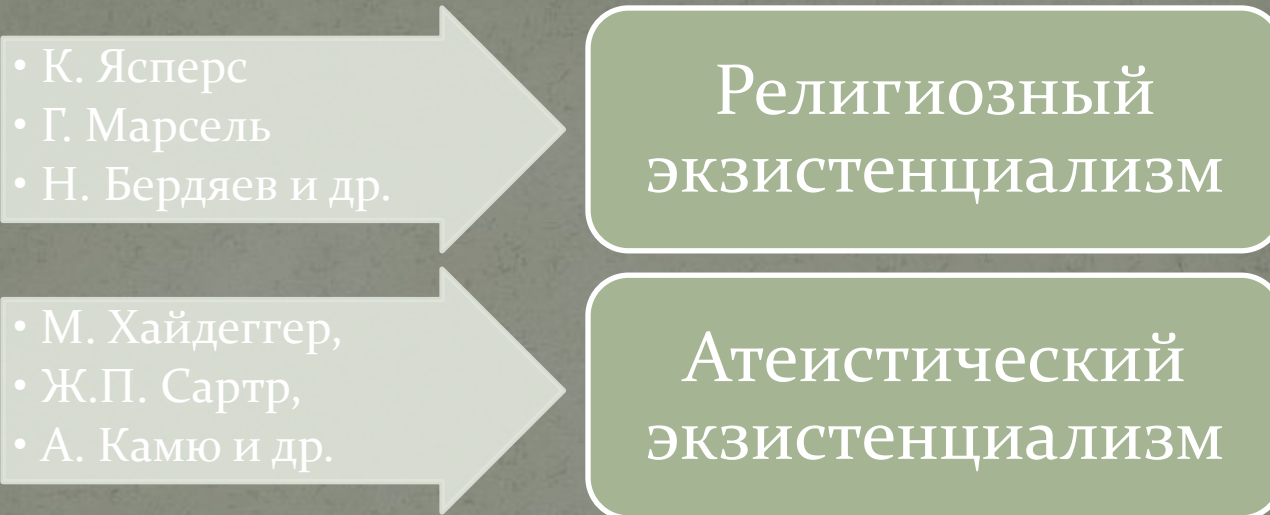 • К. Ясперс
• Г. Марсель
• Н. Бердяев и др.
Религиозный
экзистенциализм
• М. Хайдеггер,
• Ж.П. Сартр,
• А. Камю и др.
Атеистический
экзистенциализм